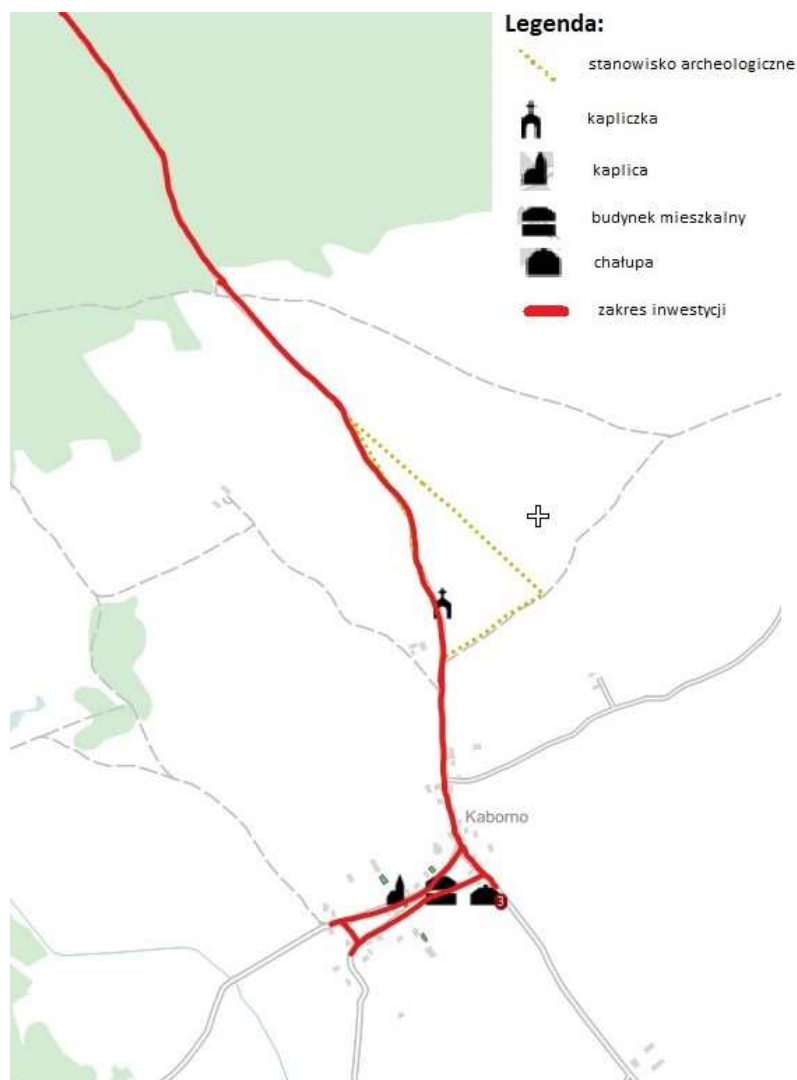 Legenda:
stanowisko archeologiczne
kapliczka
kaplica
budynek mieszkalny
chałupa
zakres inwestycji
Kaborno
3